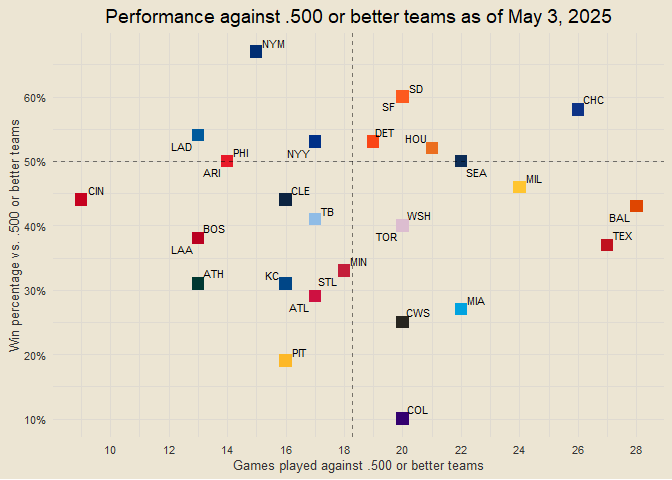 Performance against .500 or better teams as of May 3, 2025
NYM
SD
60%
SF
CHC
LAD
DET
HOU
PHI
NYY
50%
ARI
SEA
MIL
CIN
CLE
TB
WSH
BAL
40%
BOS
TOR
TEX
LAA
MIN
ATH
KC
STL
30%
ATL
MIA
CWS
PIT
20%
COL
10%
Win percentage vs. .500 or better teams
10 12 14 16 18 20 22 24 26 28
Games played against .500 or better teams